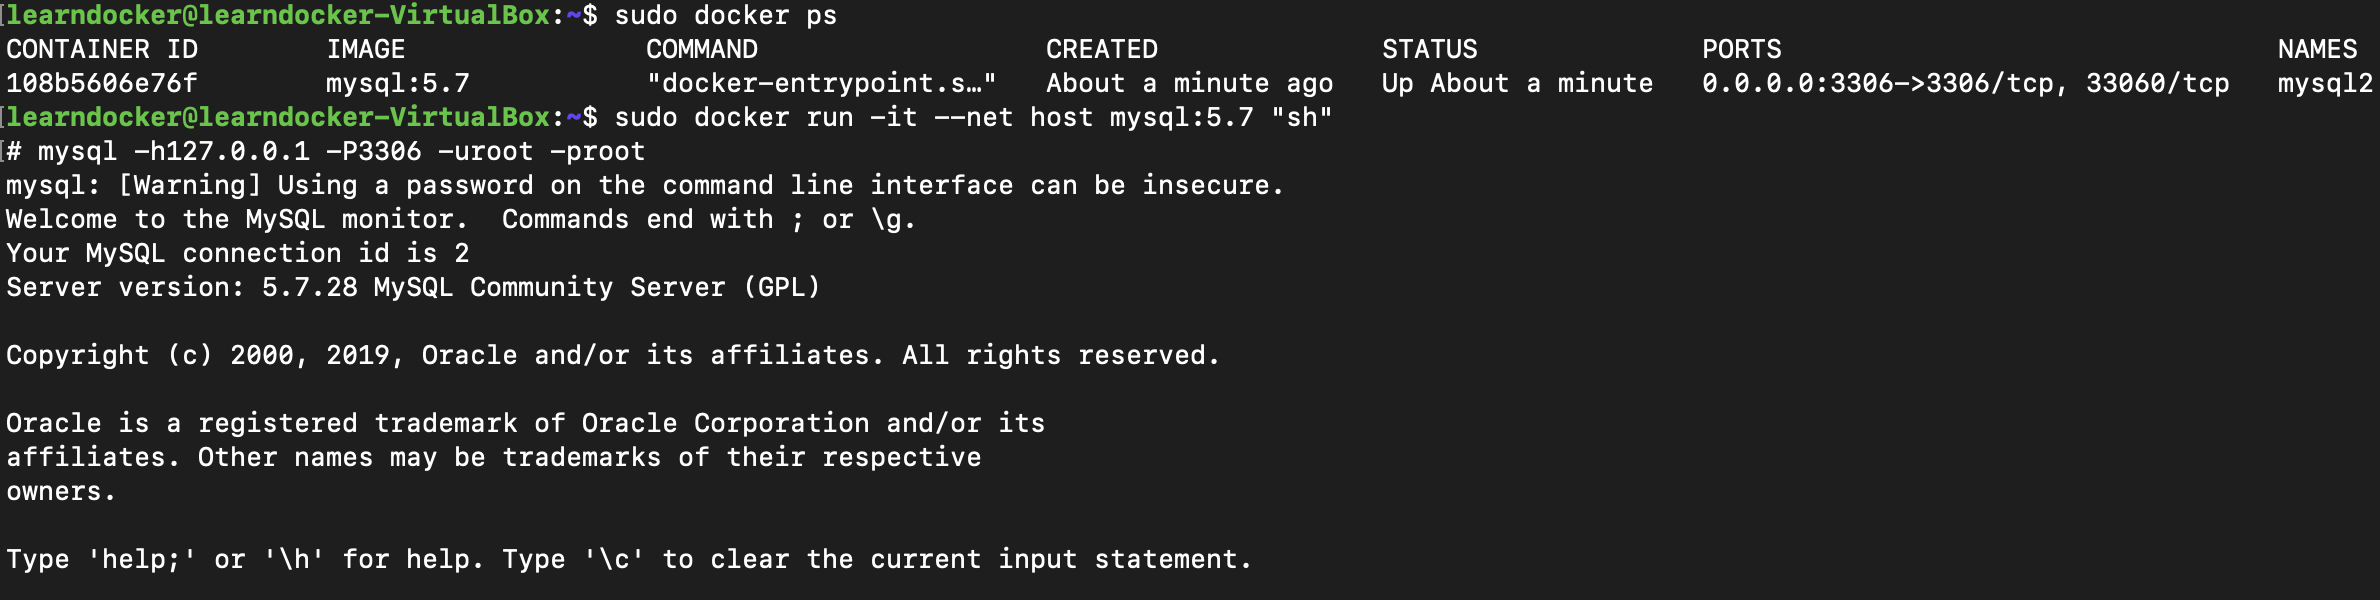 learndocker@learndocker-VirtualBox:~$ sudo docker ps
CONTAINER ID        IMAGE               COMMAND                  CREATED              STATUS              PORTS                               NAMES
108b5606e76f        mysql:5.7           "docker-entrypoint.s…"   About a minute ago   Up About a minute   0.0.0.0:3306->3306/tcp, 33060/tcp   mysql2
learndocker@learndocker-VirtualBox:~$ sudo docker run -it --net host mysql:5.7 "sh"
# mysql -h127.0.0.1 -P3306 -uroot -proot
mysql: [Warning] Using a password on the command line interface can be insecure.
Welcome to the MySQL monitor.  Commands end with ; or \g.
Your MySQL connection id is 2
Server version: 5.7.28 MySQL Community Server (GPL)

Copyright (c) 2000, 2019, Oracle and/or its affiliates. All rights reserved.

Oracle is a registered trademark of Oracle Corporation and/or its
affiliates. Other names may be trademarks of their respective
owners.

Type 'help;' or '\h' for help. Type '\c' to clear the current input statement.